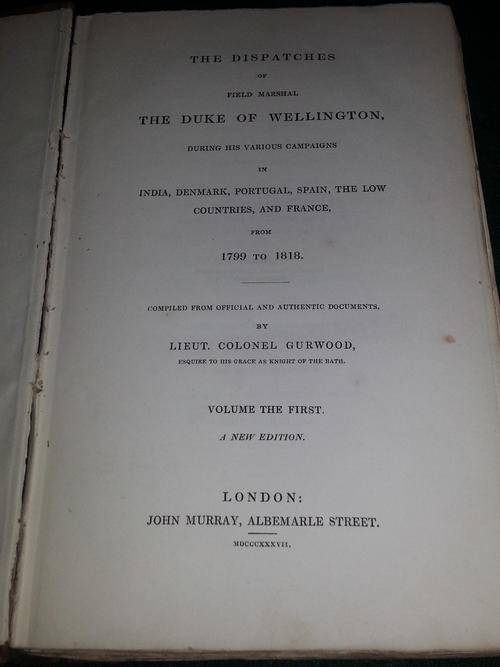 THE DISPATCHES
OF
FIELD MARSHAL
THE DUKE OF WELLINGTON,
DURING HIS VARIOUS CAMPAIGNS
IN
INDIA, DENMARK, PORTUGAL, SPAIN, THE LOW
COUNTRIES, AND FRANCE,
FROM
1799 TO 1818.
COMPILED FROM OFFICIAL AND AUTHENTIC DOCUMENTS,
BY
LIEUT. COLONEL GURWOOD,
ESQUIRE TO HIS GRACE AS KNIGHT OF THE BATH.
VOLUME THE FIRST.
A NEW EDITION.
LONDON:
JOHN MURRAY, ALBEMARLE STREET.
MDCCCXXXVII.